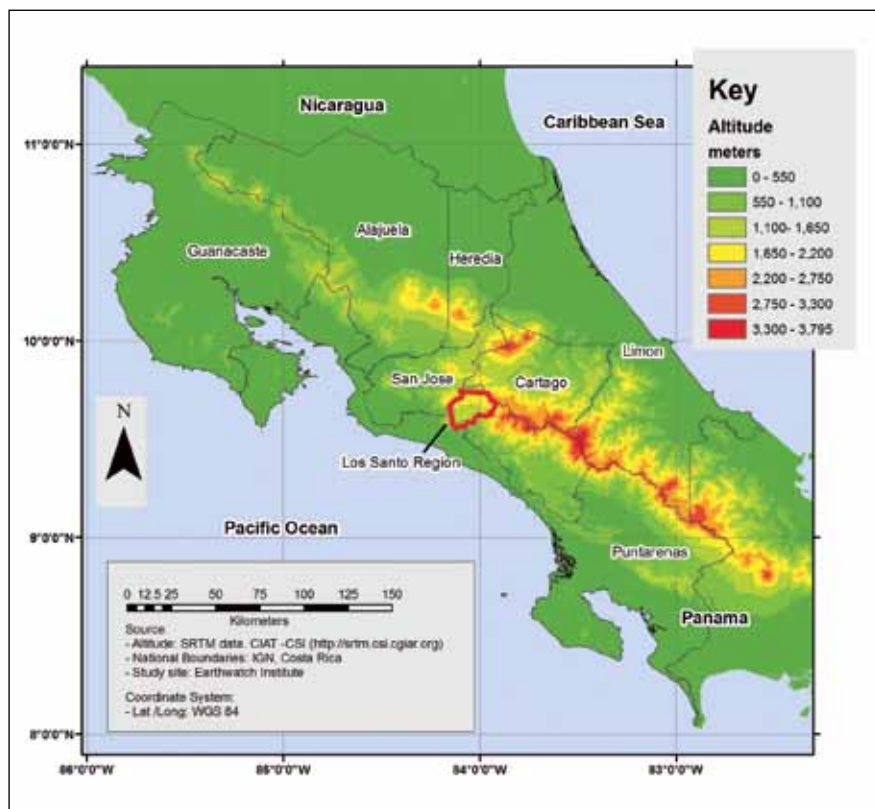 Nicaragua
Caribbean Sea
Key
Altitude
meters
0 - 550
550 - 1,100
1,100- 1,650
1,650 - 2,200
2,200 - 2,750
2,750 - 3,300
3,300 - 3,795
11°0'0"N
10°0'0"N
9°0'0"N
8°0'0"N
Guanacaste
Alajuela
Heredia
Limon
San Jose
Cartago
Los Santo Region
N
Pacific Ocean
Puntarenas
Panama
0 12.5 25 50 75 100 125 150
Kilometers
Source:
- Altitude: SRTM data. CIAT -CSI (http://srtm.csi.cgiar.org)
- National Boundaries: IGN, Costa Rica
- Study site: Earthwatch Institute
Coordinate System:
- Lat /Long: WGS 84
86°0'0"W 85°0'0"W 84°0'0"W 83°0'0"W